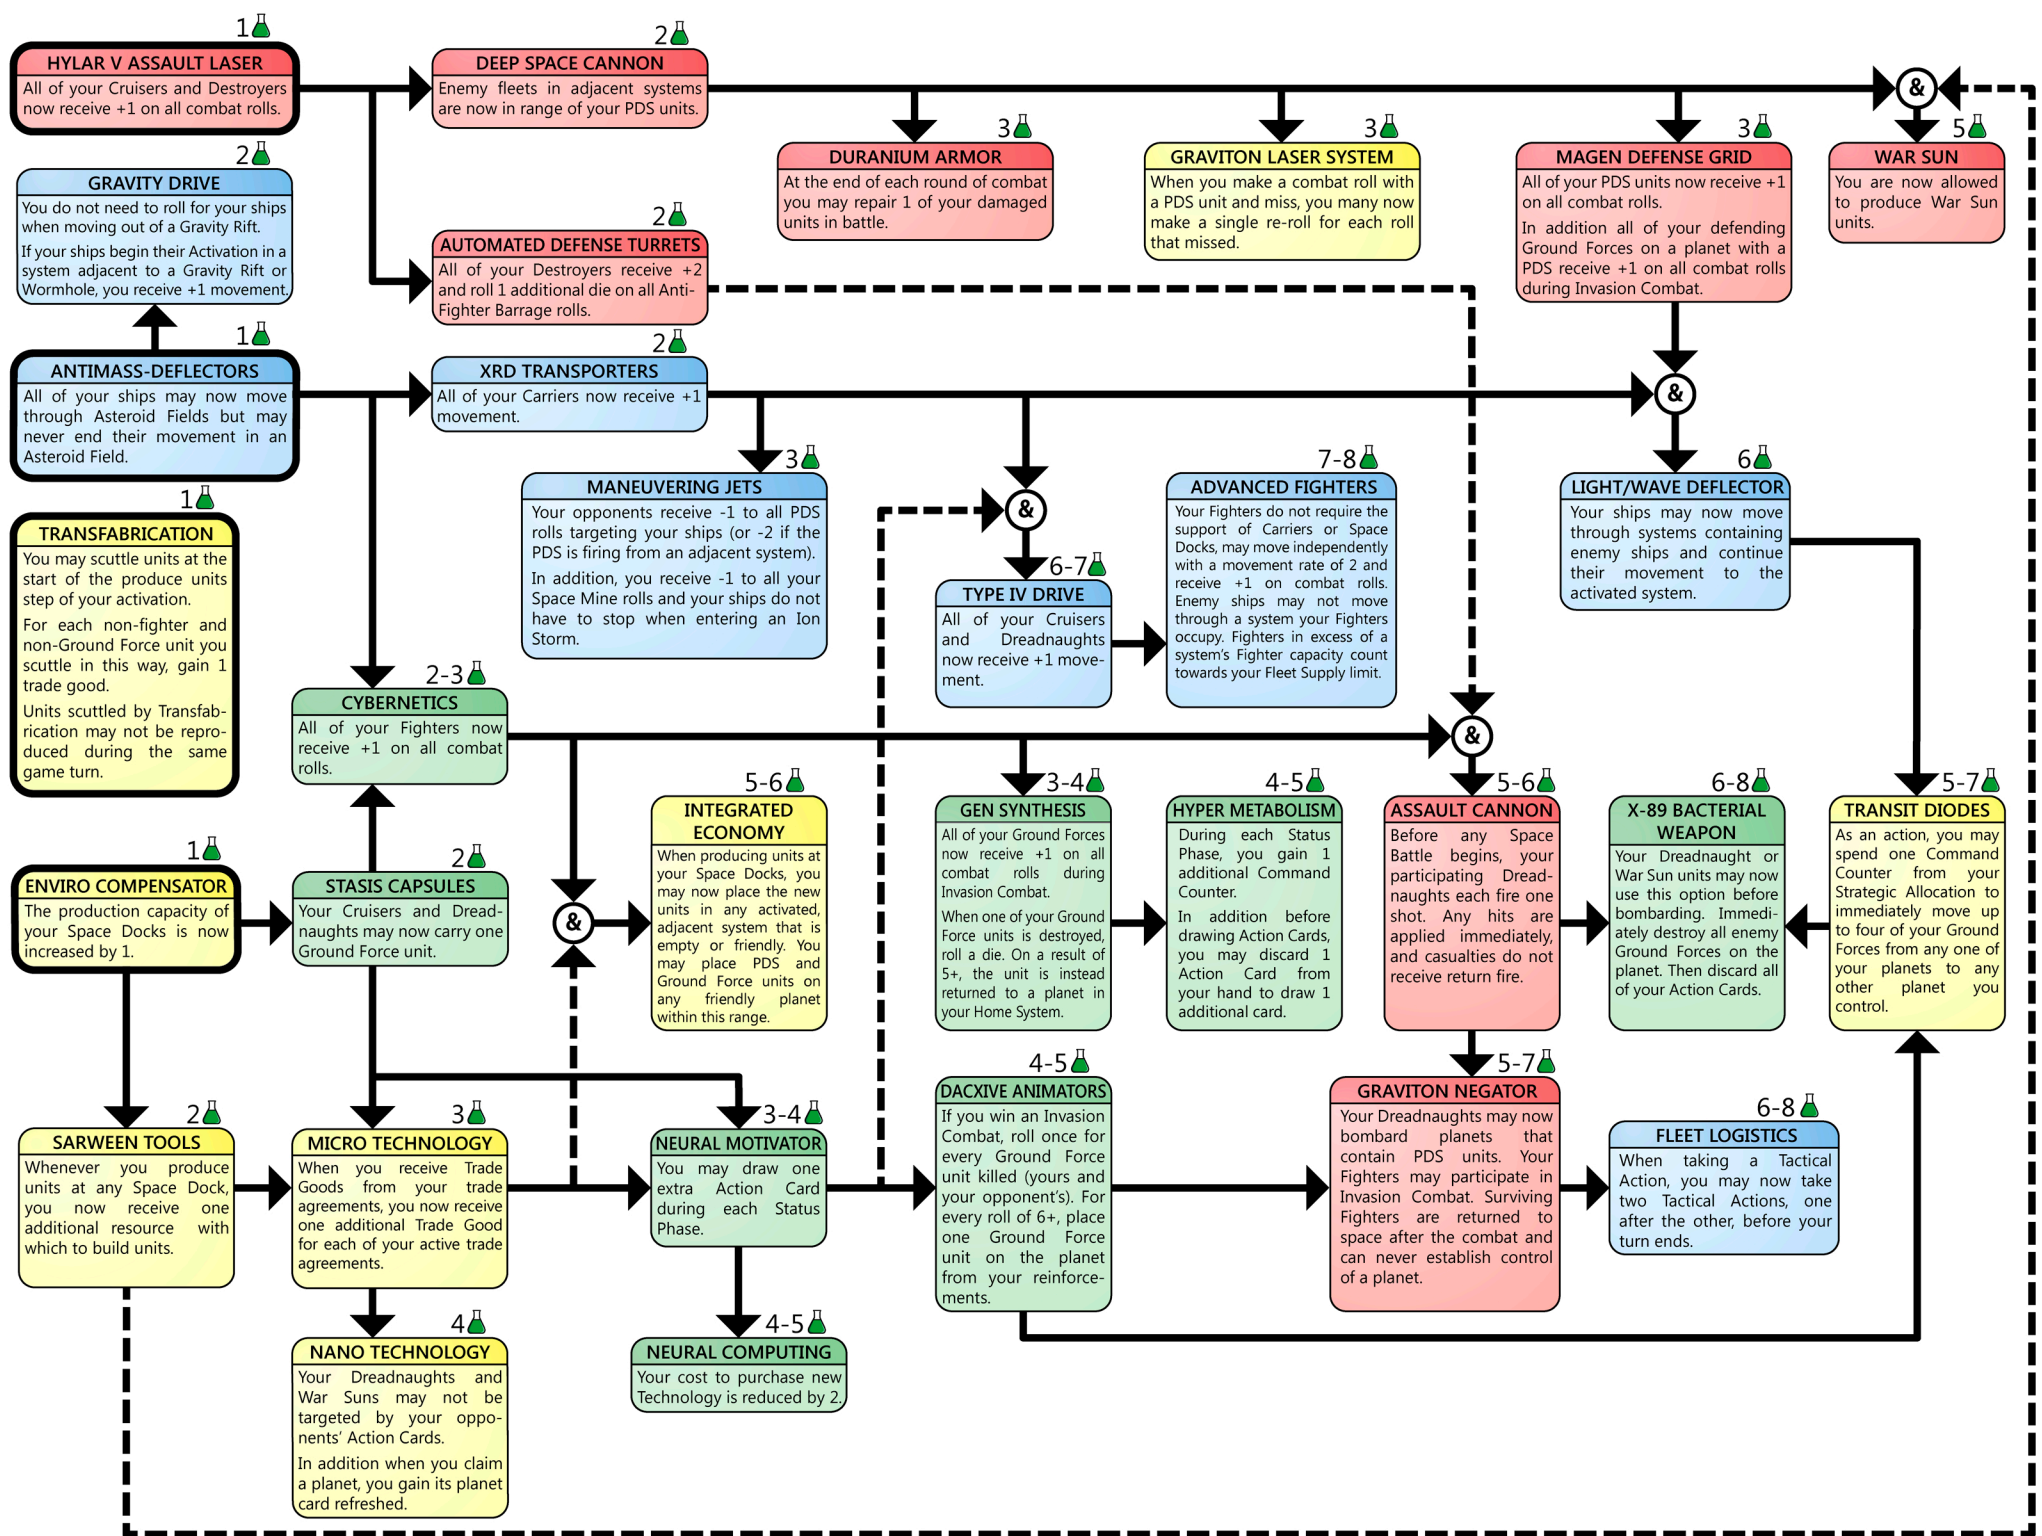 1
HYLAR V ASSAULT LASER
All of your Cruisers and Destroyers
now receive +1 on all combat rolls.
2
DEEP SPACE CANNON
Enemy fleets in adjacent systems
are now in range of your PDS units.
&
3
DURANIUM ARMOR
At the end of each round of combat
you may repair 1 of your damaged
units in battle.
3
GRAVITON LASER SYSTEM
When you make a combat roll with
a PDS unit and miss, you many now
make a single re-roll for each roll
that missed.
3
MAGEN DEFENSE GRID
All of your PDS units now receive +1
on all combat rolls.
In addition all of your defending
Ground Forces on a planet with a
PDS receive +1 on all combat rolls
during Invasion Combat.
5
WAR SUN
You are now allowed
to produce War Sun
units.
2
GRAVITY DRIVE
You do not need to roll for your ships
when moving out of a Gravity Rift.
If your ships begin their Activation in a
system adjacent to a Gravity Rift or
Wormhole, you receive +1 movement.
2
AUTOMATED DEFENSE TURRETS
All of your Destroyers receive +2
and roll 1 additional die on all Anti-
Fighter Barrage rolls.
1
ANTIMASS-DEFLECTORS
All of your ships may now move
through Asteroid Fields but may
never end their movement in an
Asteroid Field.
2
XRD TRANSPORTERS
All of your Carriers now receive +1
movement.
&
3
MANEUVERING JETS
Your opponents receive -1 to all PDS
rolls targeting your ships (or -2 if the
PDS is firing from an adjacent system).
In addition, you receive -1 to all your
Space Mine rolls and your ships do not
have to stop when entering an Ion
Storm.
&
6-7
TYPE IV DRIVE
All of your Cruisers
and Dreadnaughts
now receive +1 move-
ment.
7-8
ADVANCED FIGHTERS
Your Fighters do not require the
support of Carriers or Space
Docks, may move independently
with a movement rate of 2 and
receive +1 on combat rolls.
Enemy ships may not move
through a system your Fighters
occupy. Fighters in excess of a
system's Fighter capacity count
towards your Fleet Supply limit.
6
LIGHT/WAVE DEFLECTOR
Your ships may now move
through systems containing
enemy ships and continue
their movement to the
activated system.
1
TRANSFABRICATION
You may scuttle units at the
start of the produce units
step of your activation.
For each non-fighter and
non-Ground Force unit you
scuttle in this way, gain 1
trade good.
Units scuttled by Transfab-
rication may not be repro-
duced during the same
game turn.
2-3
CYBERNETICS
All of your Fighters now
receive +1 on all combat
rolls.
&
5-6
INTEGRATED
ECONOMY
When producing units at
your Space Docks, you
may now place the new
units in any activated,
adjacent system that is
empty or friendly. You
may place PDS and
Ground Force units on
any friendly planet
within this range.
3-4
GEN SYNTHESIS
All of your Ground Forces
now receive +1 on all
combat rolls during
Invasion Combat.
When one of your Ground
Force units is destroyed,
roll a die. On a result of
5+, the unit is instead
returned to a planet in
your Home System.
4-5
HYPER METABOLISM
During each Status
Phase, you gain 1
additional Command
Counter.
In addition before
drawing Action Cards,
you may discard 1
Action Card from
your hand to draw 1
additional card.
5-6
ASSAULT CANNON
Before any Space
Battle begins, your
participating Dread-
naughts each fire one
shot. Any hits are
applied immediately,
and casualties do not
receive return fire.
6-8
X-89 BACTERIAL
WEAPON
Your Dreadnaught or
War Sun units may now
use this option before
bombarding. Immedi-
ately destroy all enemy
Ground Forces on the
planet. Then discard all
of your Action Cards.
5-7
TRANSIT DIODES
As an action, you may
spend one Command
Counter from your
Strategic Allocation to
immediately move up
to four of your Ground
Forces from any one of
your planets to any
other planet you
control.
1
ENVIRO COMPENSATOR
The production capacity of
your Space Docks is now
increased by 1.
2
STASIS CAPSULES
Your Cruisers and Dread-
naughts may now carry one
Ground Force unit.
&
2
SARWEEN TOOLS
Whenever you produce
units at any Space Dock,
you now receive one
additional resource with
which to build units.
3
MICRO TECHNOLOGY
When you receive Trade
Goods from your trade
agreements, you now receive
one additional Trade Good
for each of your active trade
agreements.
3-4
NEURAL MOTIVATOR
You may draw one
extra Action Card
during each Status
Phase.
4-5
DACXIVE ANIMATORS
If you win an Invasion
Combat, roll once for
every Ground Force
unit killed (yours and
your opponent's). For
every roll of 6+, place
one Ground Force
unit on the planet
from your reinforce-
ments.
5-7
GRAVITON NEGATOR
Your Dreadnaughts may now
bombard planets that
contain PDS units. Your
Fighters may participate in
Invasion Combat. Surviving
Fighters are returned to
space after the combat and
can never establish control
of a planet.
6-8
FLEET LOGISTICS
When taking a Tactical
Action, you may now take
two Tactical Actions, one
after the other, before your
turn ends.
4
NANO TECHNOLOGY
Your Dreadnaughts and
War Suns may not be
targeted by your oppo-
nents' Action Cards.
In addition when you claim
a planet, you gain its planet
card refreshed.
4-5
NEURAL COMPUTING
Your cost to purchase new
Technology is reduced by 2.